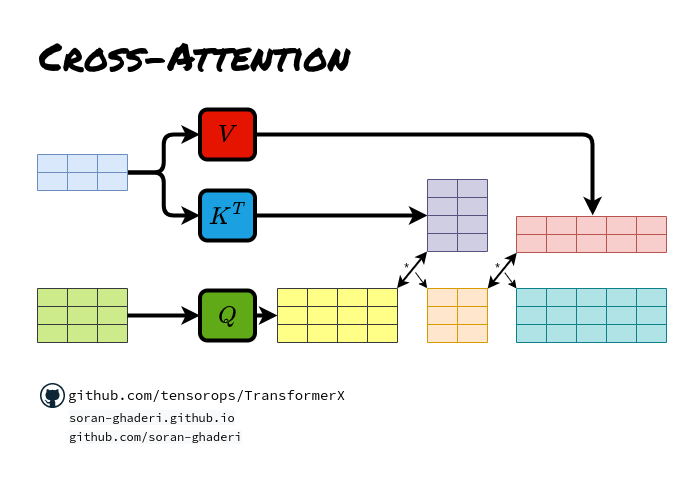 Cross-Attention
V
K^T
*
*
Q
github.com/tensorops/TransformerX
soran-ghaderi.github.io
github.com/soran-ghaderi